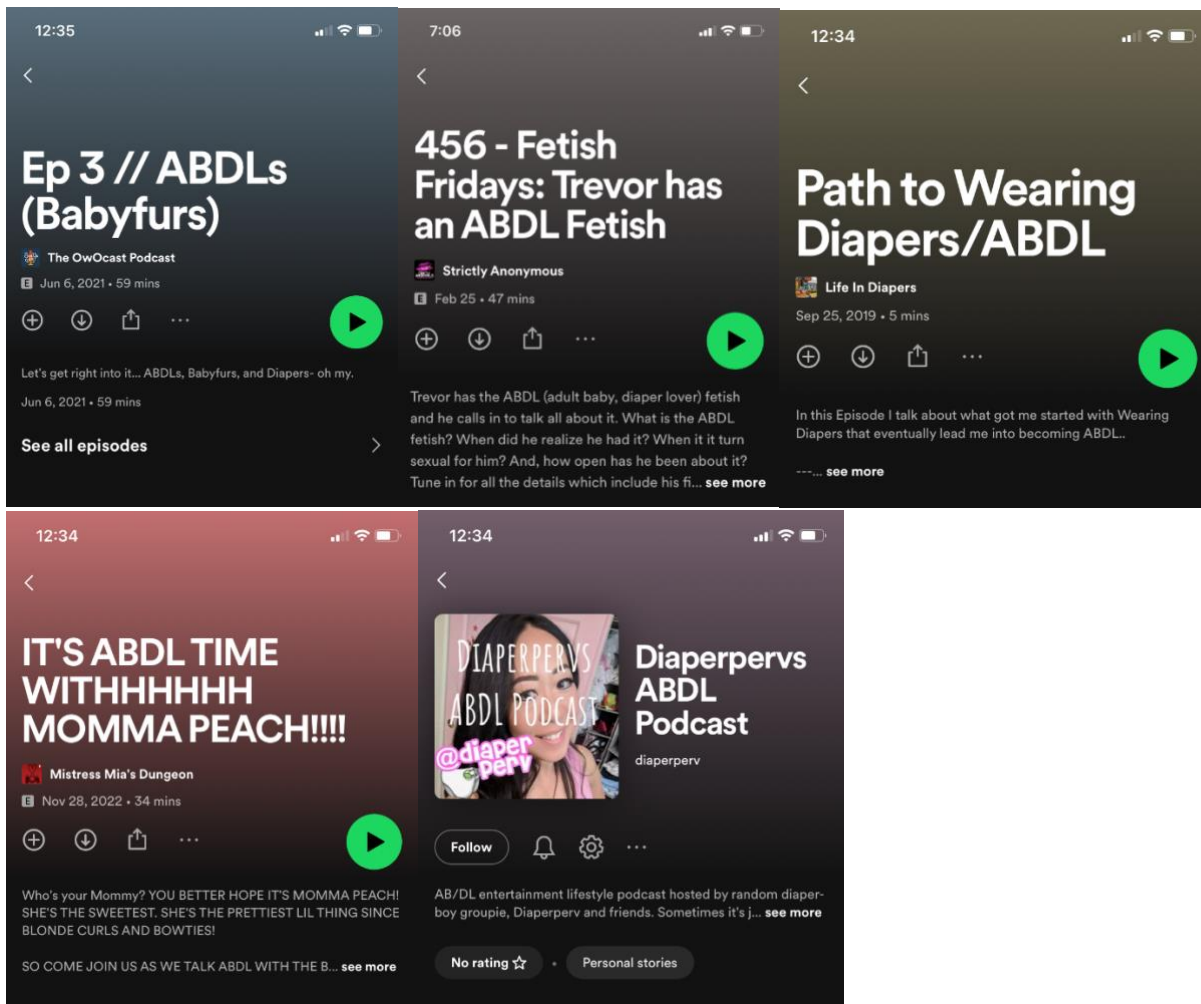 12:35
Ep 3 // ABDLs
(Babyfurs)
The OwOcast Podcast
E Jun 6, 2021 • 59 mins
Let's get right into it... ABDLs, Babyfurs, and Diapers- oh my.
Jun 6, 2021 • 59 mins
See all episodes
7:06
456 - Fetish
Fridays: Trevor has
an ABDL Fetish
Strictly Anonymous
E Feb 25 • 47 mins
Trevor has the ABDL (adult baby, diaper lover) fetish
and he calls in to talk all about it. What is the ABDL
fetish? When did he realize he had it? When it it turn
sexual for him? And, how open has he been about it?
Tune in for all the details which include his fi... see more
12:34
Path to Wearing
Diapers/ABDL
Life In Diapers
Sep 25, 2019 • 5 mins
In this Episode I talk about what got me started with Wearing
Diapers that eventually lead me into becoming ABDL..
---... see more
12:34
IT'S ABDL TIME
WITHHHHHH
MOMMA PEACH!!!!
Mistress Mia's Dungeon
E Nov 28, 2022 • 34 mins
Who's your Mommy? YOU BETTER HOPE IT'S MOMMA PEACH!
SHE'S THE SWEETEST. SHE'S THE PRETTIEST LIL THING SINCE
BLONDE CURLS AND BOWTIES!
SO COME JOIN US AS WE TALK ABDL WITH THE B... see more
12:34
DIAPERPERVS
ABDL PODCAST
@diaper
perv
Diaperpervs
ABDL
Podcast
diaperperv
Follow
AB/DL entertainment lifestyle podcast hosted by random diaper-
boy groupie, Diaperperv and friends. Sometimes it's j... see more
No rating • Personal stories